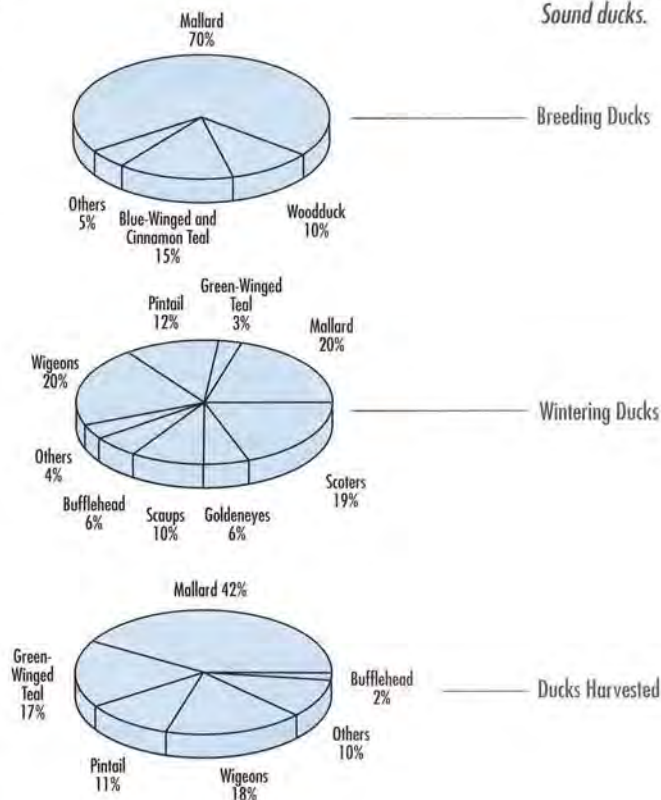 Sound ducks.
Mallard
70%
Breeding Ducks
Others
5%
Blue-Winged and
Cinnamon Teal
15%
Woodduck
10%
Green-Winged
Teal
3%
Pintail
12%
Mallard
20%
Wigeons
20%
Wintering Ducks
Others
4%
Bufflehead
6%
Scaups
10%
Goldeneyes
6%
Scoters
19%
Mallard 42%
Green-
Winged
Teal
17%
Bufflehead
2%
Ducks Harvested
Others
10%
Pintail
11%
Wigeons
18%